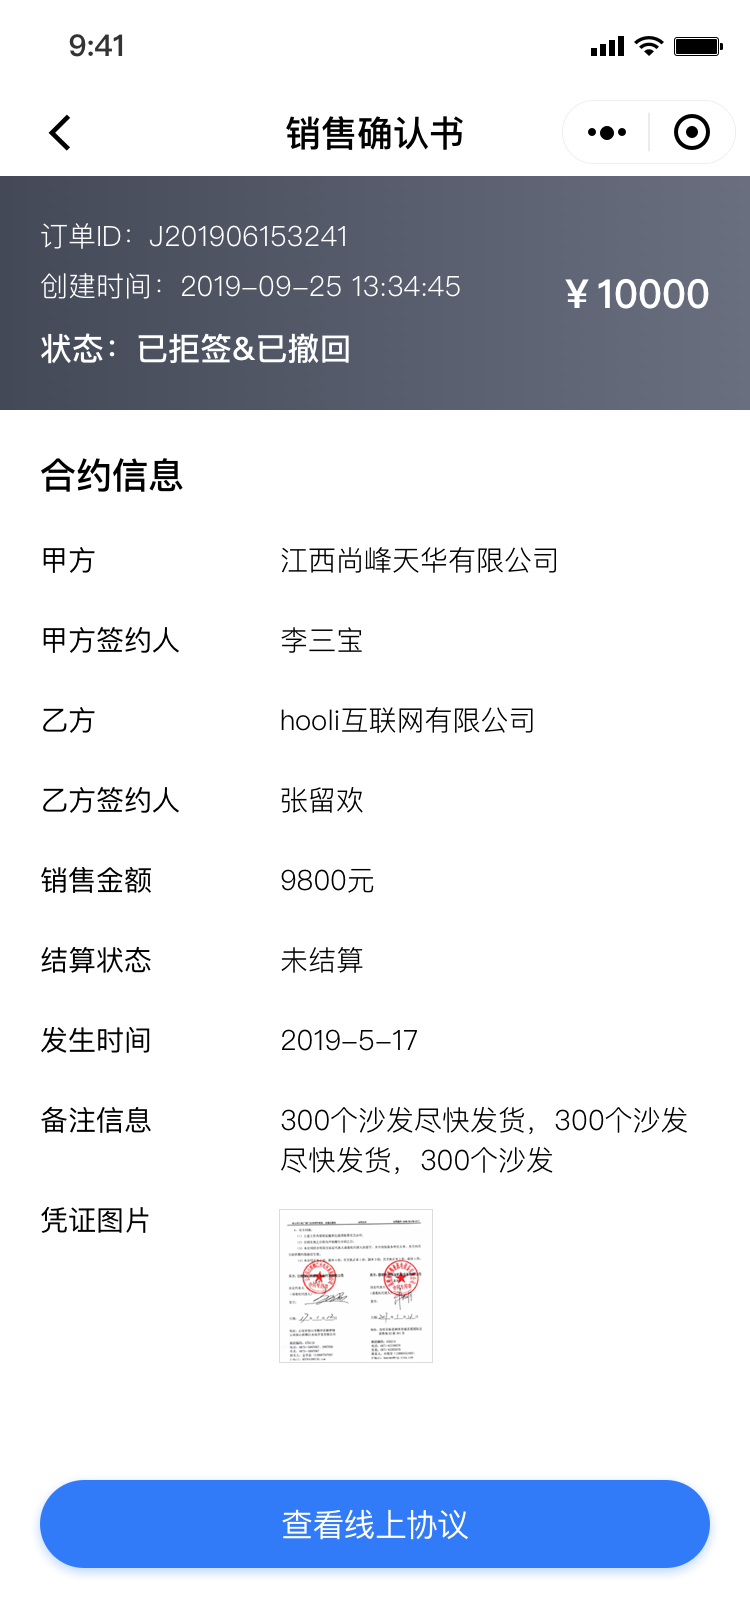 9:41
销售确认书
订单ID：J201906153241
创建时间：2019-09-25 13:34:45
¥10000
状态：已拒签&已撤回
合约信息
甲方 江西尚峰天华有限公司
甲方签约人 李三宝
乙方 hooli互联网有限公司
乙方签约人 张留欢
销售金额 9800元
结算状态 未结算
发生时间 2019-5-17
备注信息 300个沙发尽快发货，300个沙发
尽快发货，300个沙发
凭证图片
查看线上协议